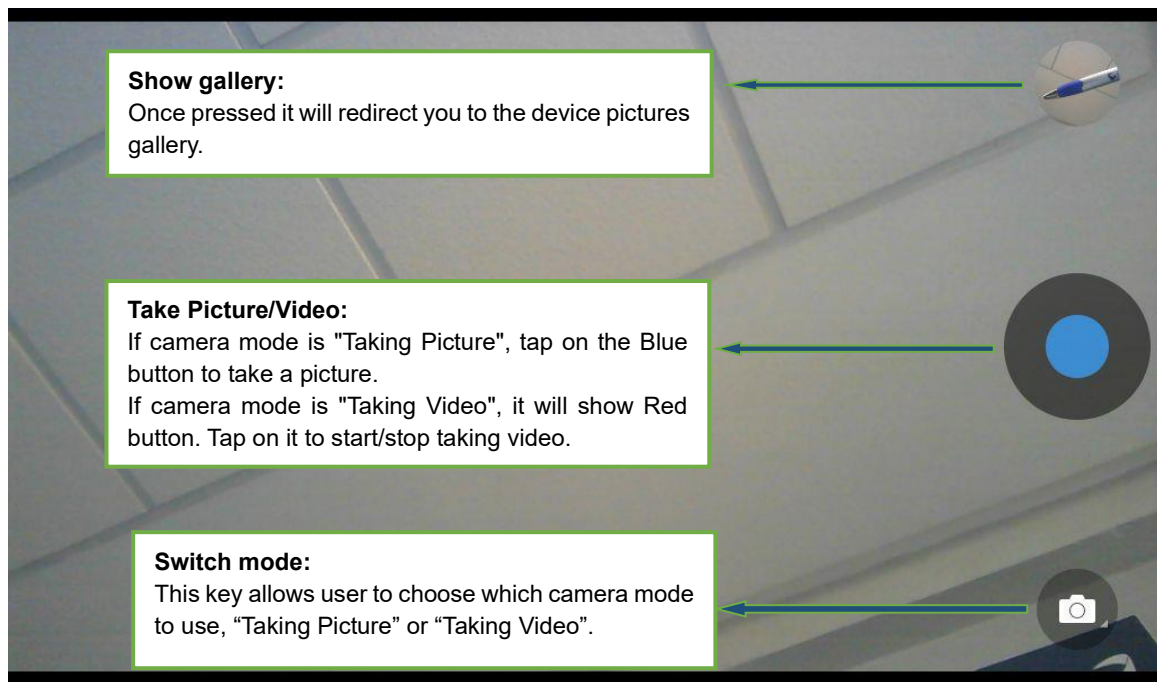 Show gallery:
Once pressed it will redirect you to the device pictures
gallery.
Take Picture/Video:
If camera mode is "Taking Picture", tap on the Blue
button to take a picture.
If camera mode is "Taking Video", it will show Red
button. Tap on it to start/stop taking video.
Switch mode:
This key allows user to choose which camera mode
to use, “Taking Picture” or “Taking Video”.